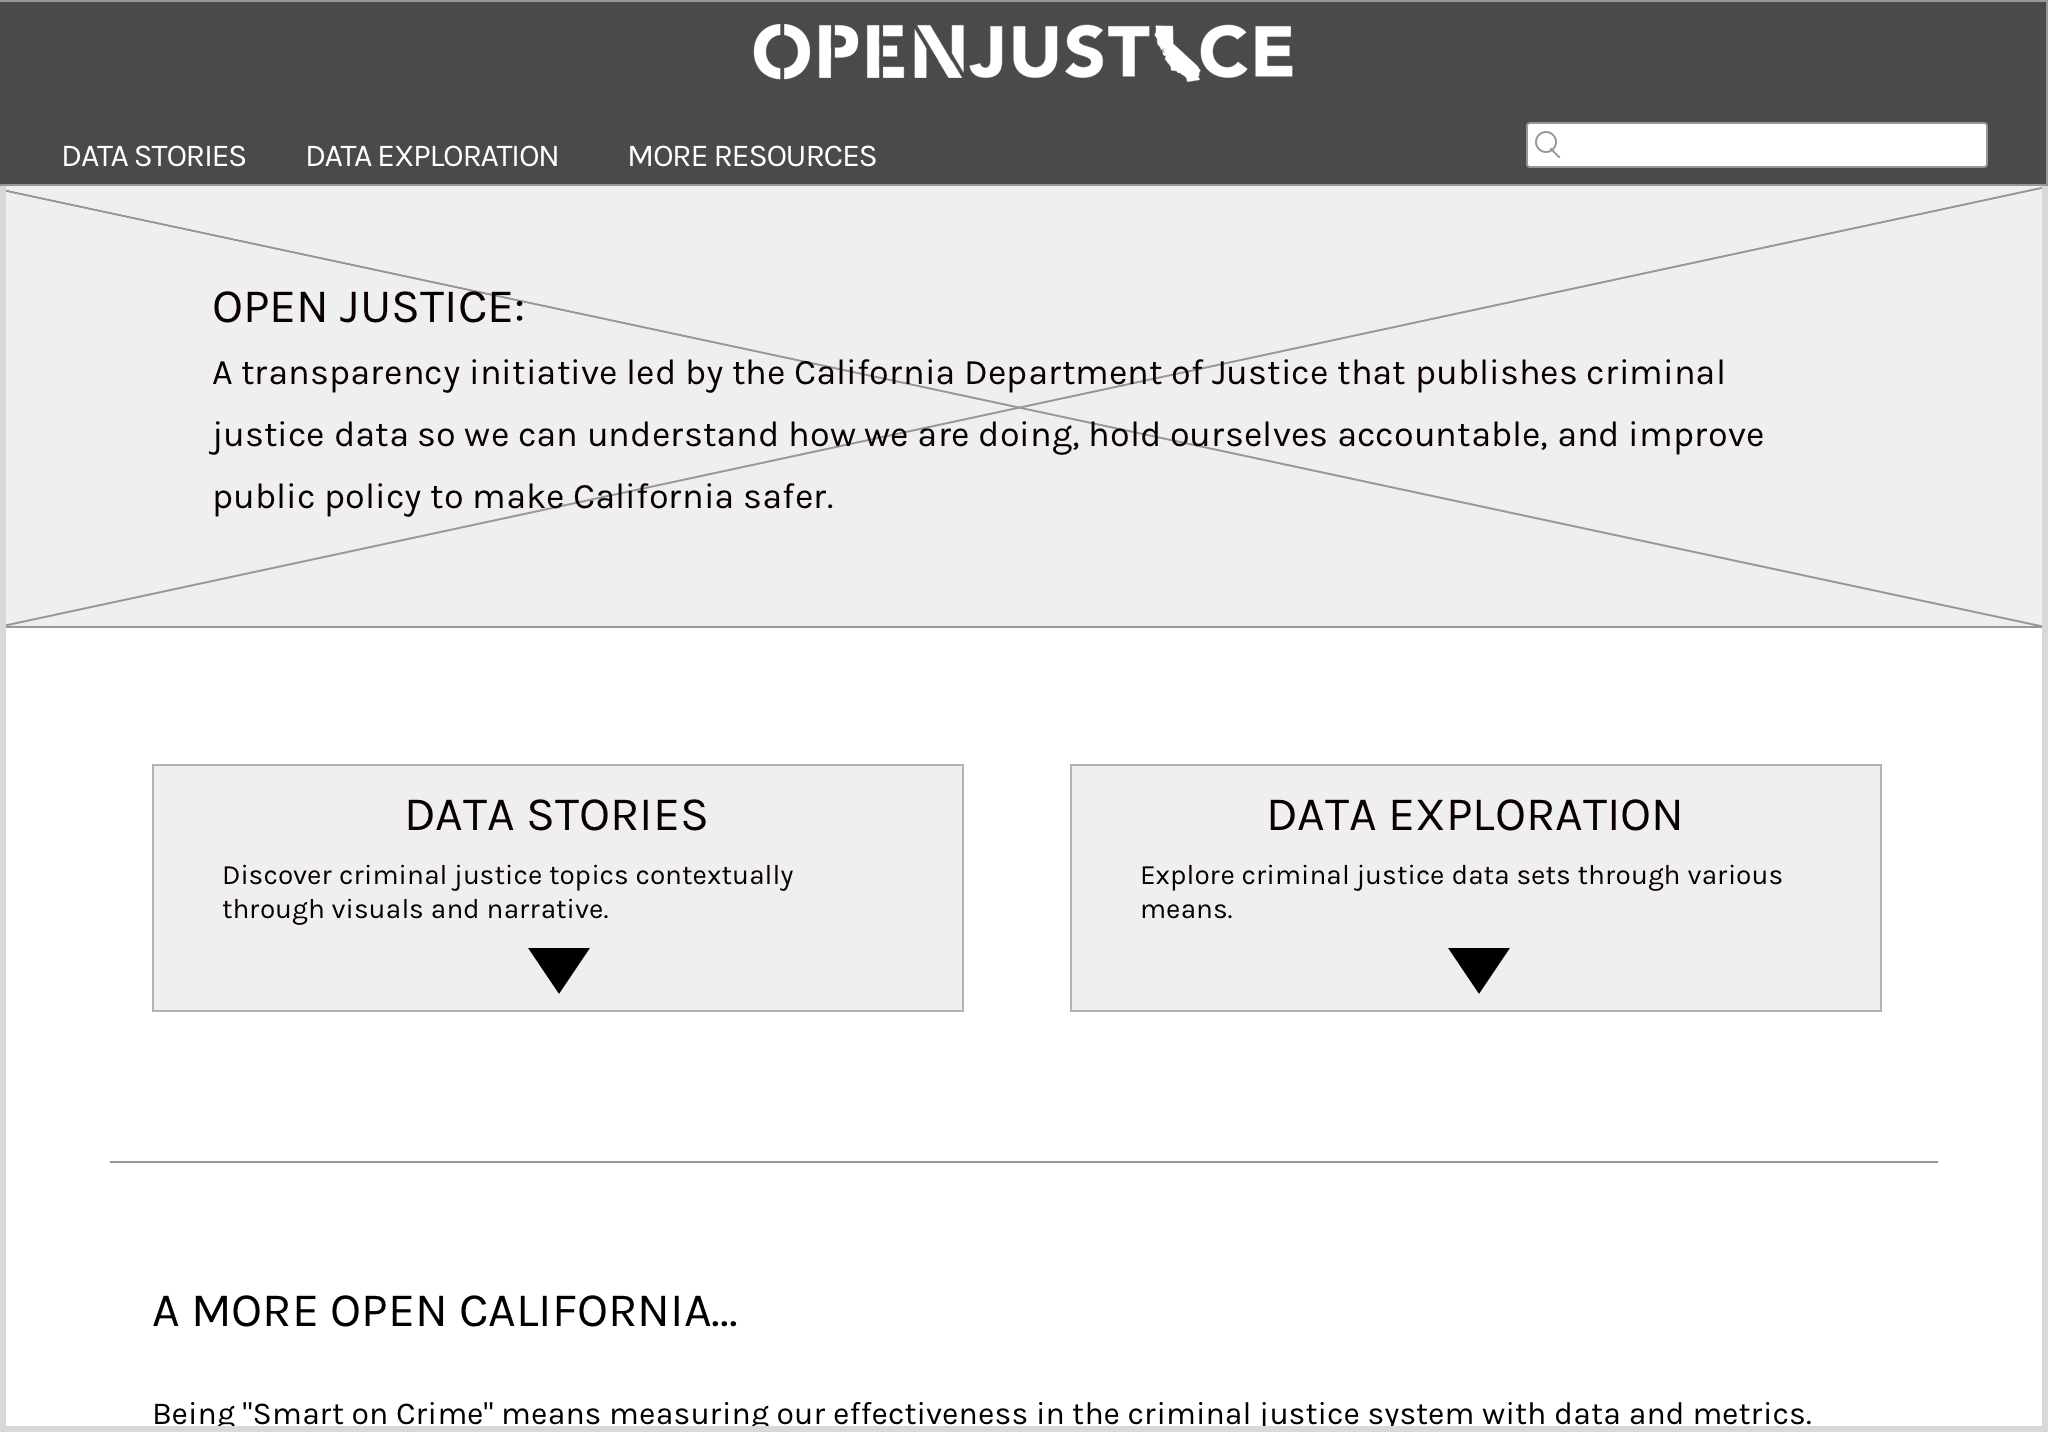 OPENJUSTICE
DATA STORIES
DATA EXPLORATION
MORE RESOURCES
OPEN JUSTICE:
A transparency initiative led by the California Department of Justice that publishes criminal
justice data so we can understand how we are doing, hold ourselves accountable, and improve
public policy to make California safer.
DATA STORIES
Discover criminal justice topics contextually
through visuals and narrative.
DATA EXPLORATION
Explore criminal justice data sets through various
means.
A MORE OPEN CALIFORNIA...
Being "Smart on Crime" means measuring our effectiveness in the criminal justice system with data and metrics.